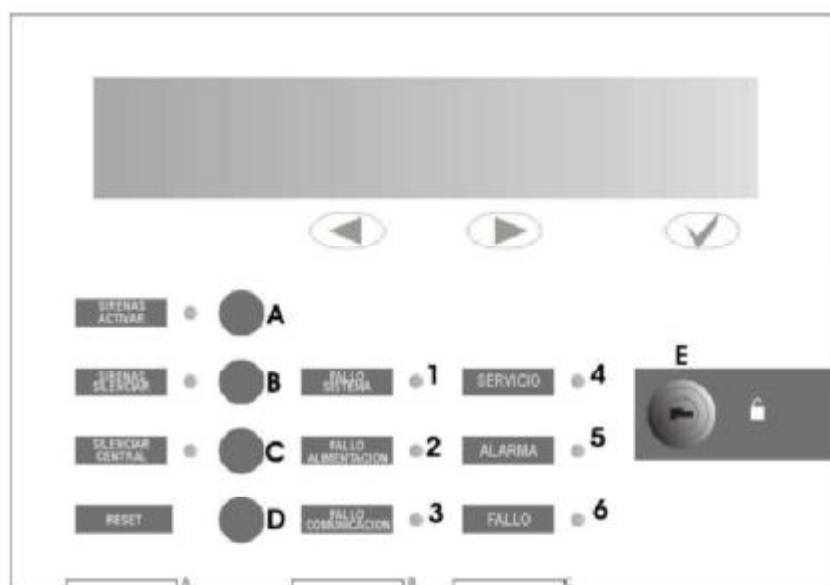 SIRENAS
ACTIVAR
A
E
SIRENAS
SILENCIAR
B
FALLO
SISTEMA
1
SERVICIO
4
SILENCIAR
CENTRAL
C
FALLO
ALIMENTACION
2
ALARMA
5
RESET
D
FALLO
COMUNICACION
3
FALLO
6